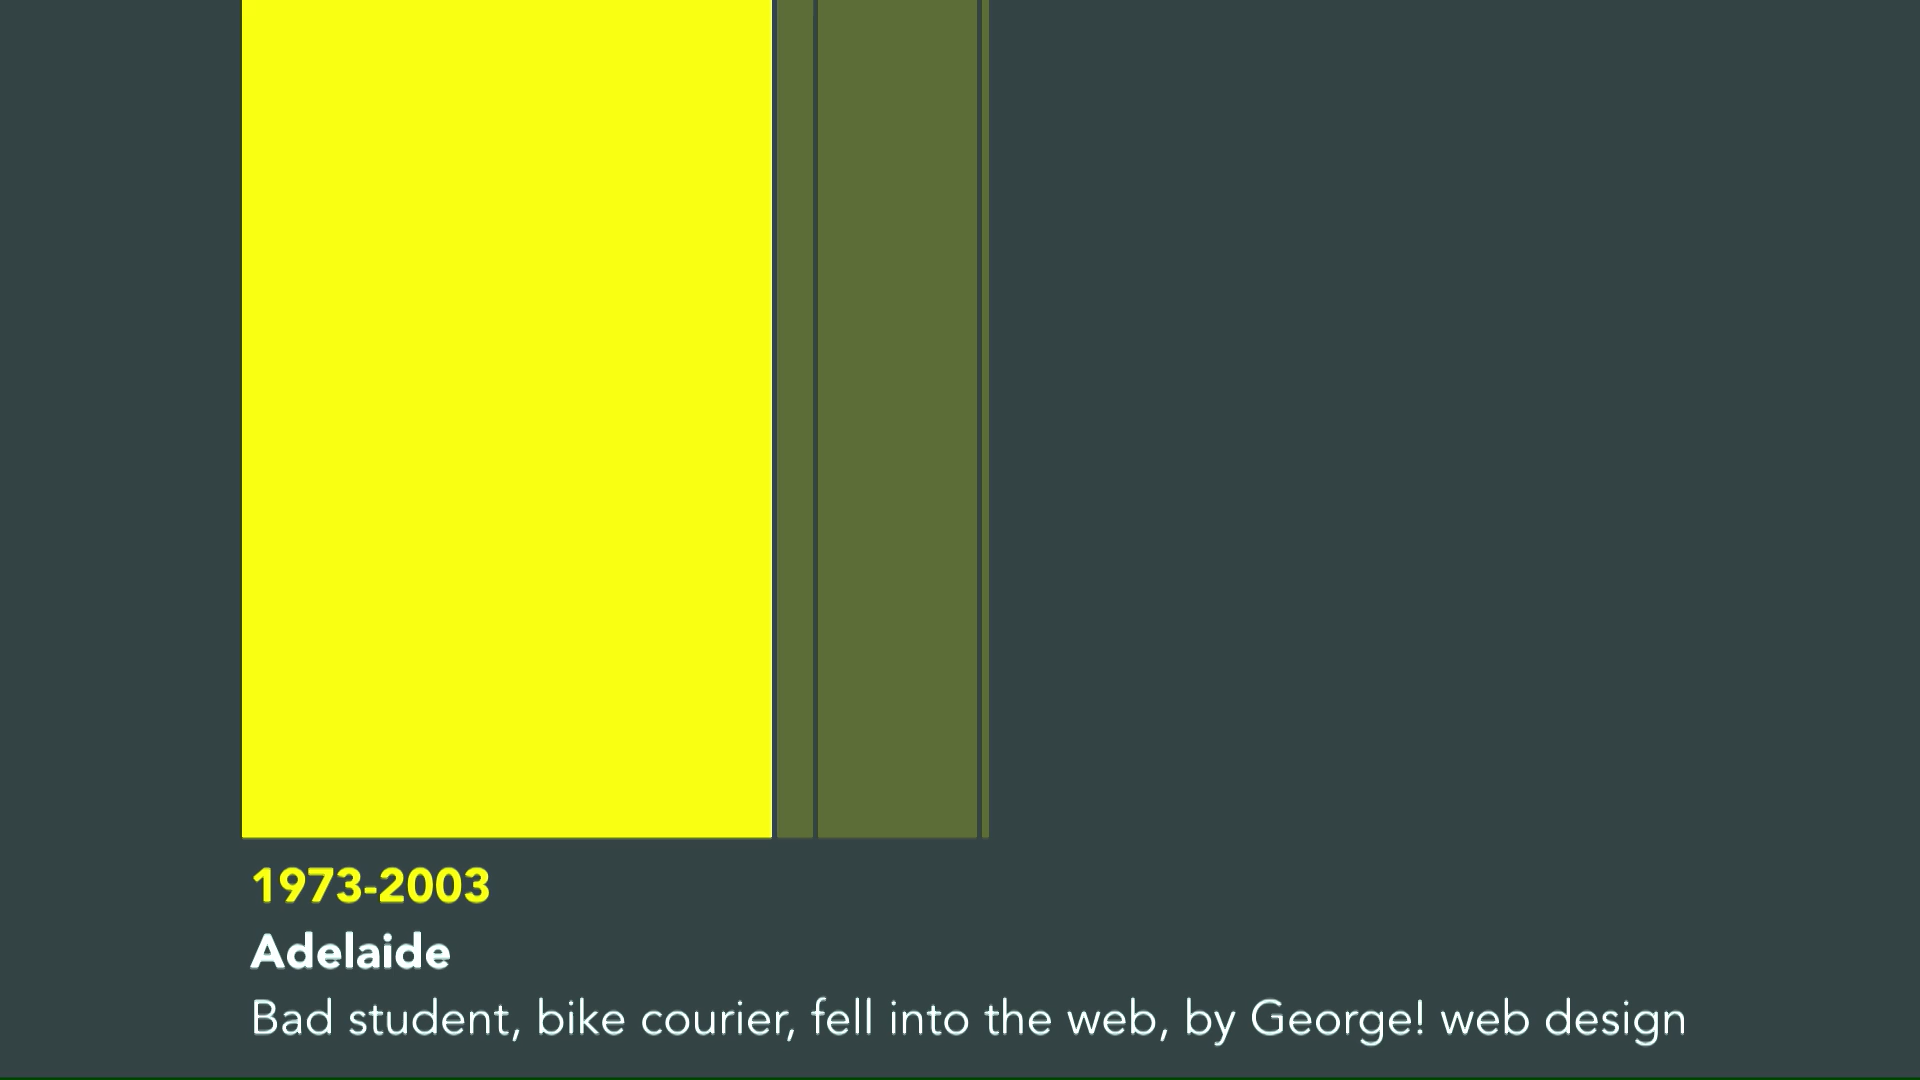 1973-2003
Adelaide
Bad student, bike courier, fell into the web, by George! web design